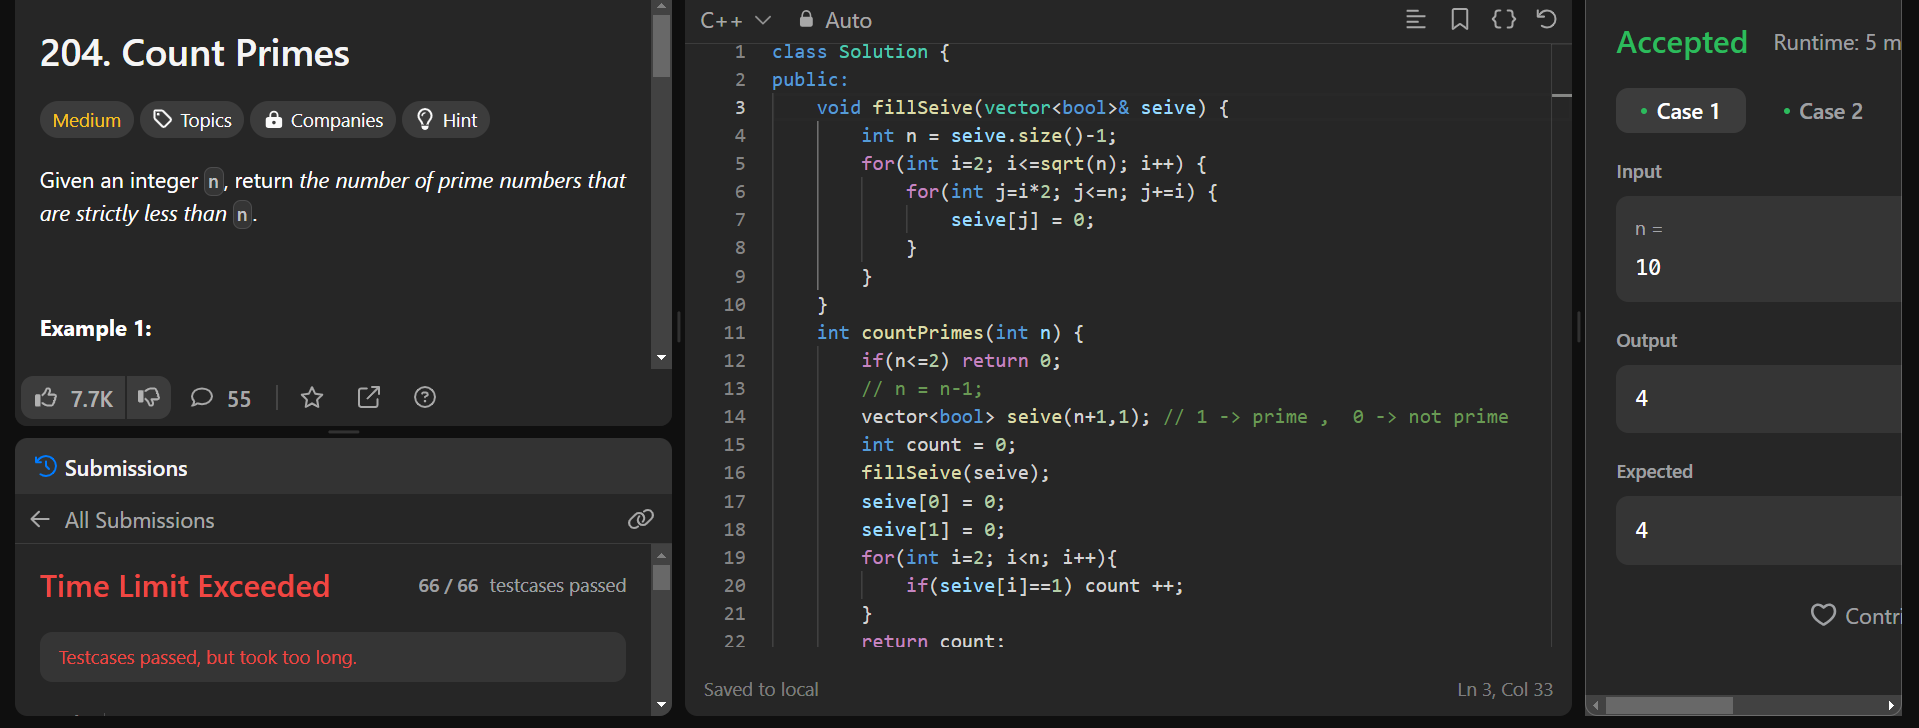 204. Count Primes
Medium Topics Companies Hint
Given an integer n, return the number of prime numbers that
are strictly less than n.
Example 1:
7.7K 55
Submissions
All Submissions
Time Limit Exceeded 66 / 66 testcases passed
Testcases passed, but took too long.
C++ Auto
1 class Solution {
2 public:
3 void fillSeive(vector<bool>& seive) {
4 int n = seive.size()-1;
5 for(int i=2; i<=sqrt(n); i++) {
6 for(int j=i*2; j<=n; j+=i) {
7 seive[j] = 0;
8 }
9 }
10 }
11 int countPrimes(int n) {
12 if(n<=2) return 0;
13 // n = n-1;
14 vector<bool> seive(n+1,1); // 1 -> prime , 0 -> not prime
15 int count = 0;
16 fillSeive(seive);
17 seive[0] = 0;
18 seive[1] = 0;
19 for(int i=2; i<n; i++){
20 if(seive[i]==1) count ++;
21 }
22 return count;
Saved to local Ln 3, Col 33
Accepted Runtime: 5 m
Case 1 Case 2
Input
n =
10
Output
4
Expected
4
Contri